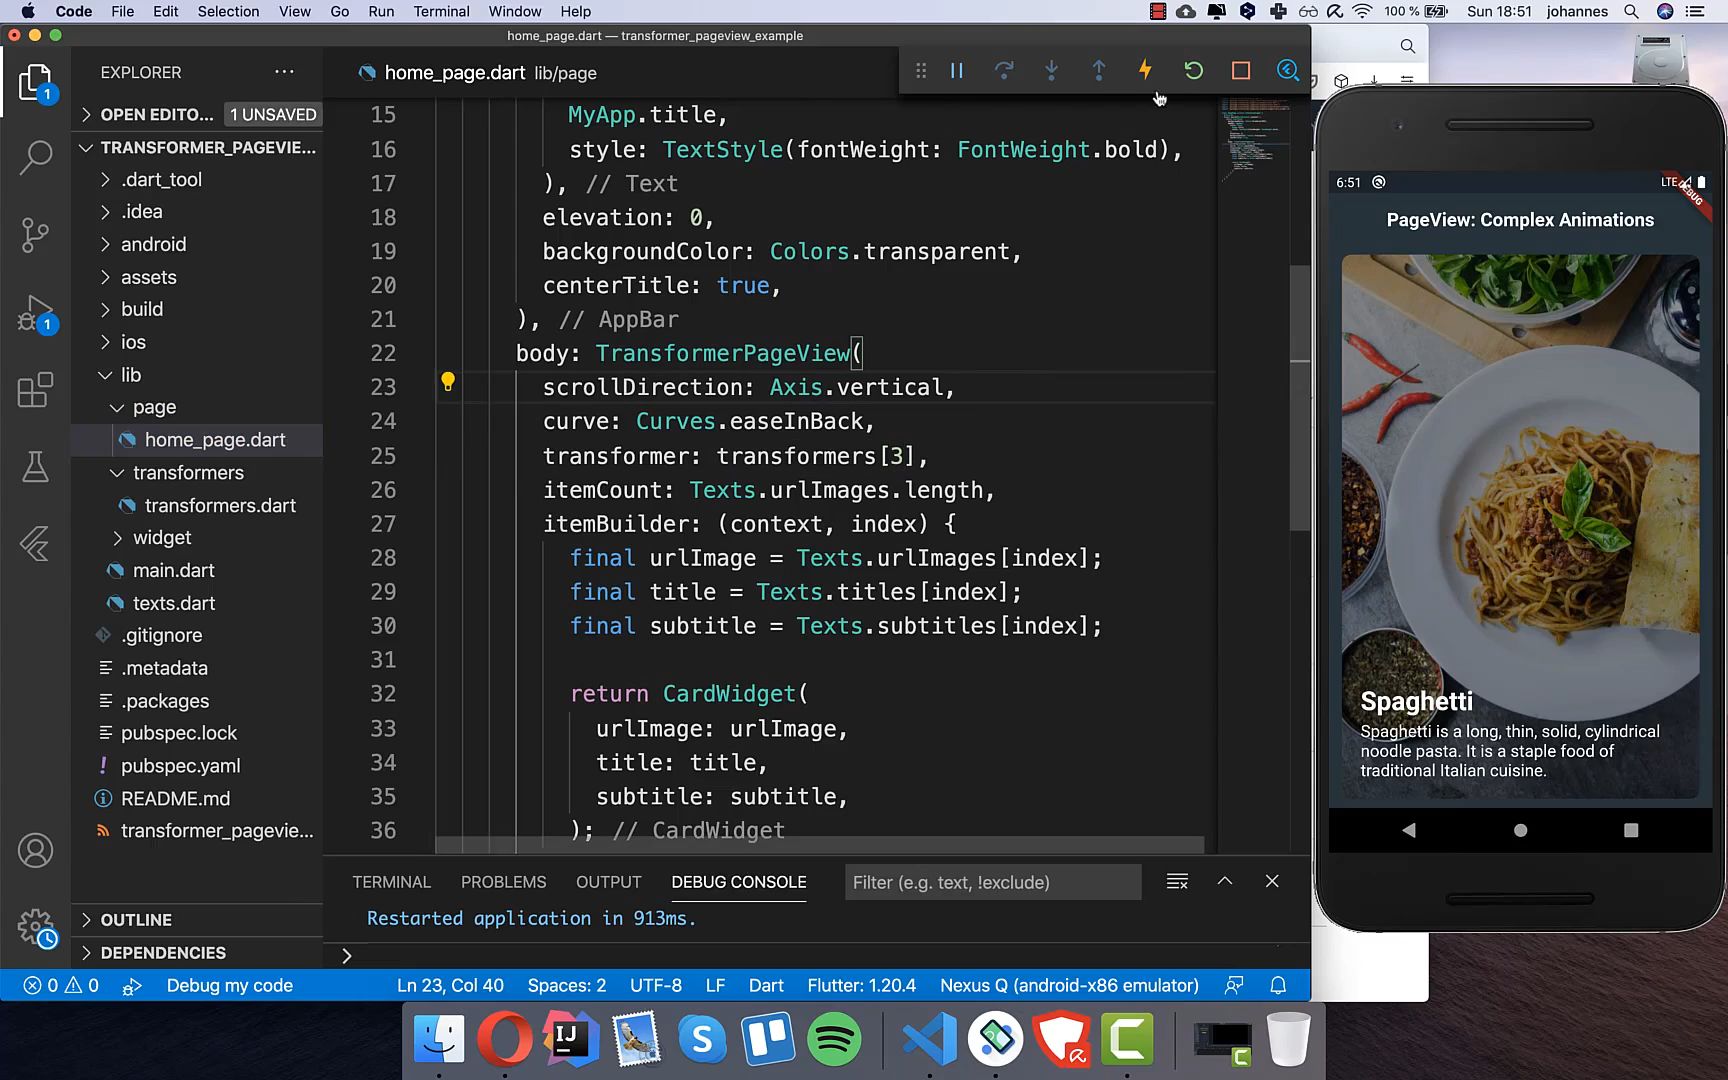 Code File Edit Selection View Go Run Terminal Window Help 100 % Sun 18:51 johannes
home_page.dart — transformer_pageview_example
EXPLORER ...
home_page.dart lib/page
1
OPEN EDITO... 1 UNSAVED
TRANSFORMER_PAGEVIE...
.dart_tool
.idea
android
assets
build
1
ios
lib
page
home_page.dart
transformers
transformers.dart
widget
main.dart
texts.dart
.gitignore
.metadata
.packages
pubspec.lock
! pubspec.yaml
README.md
transformer_pagevie...
OUTLINE
DEPENDENCIES
15 MyApp.title,
16 style: TextStyle(fontWeight: FontWeight.bold),
17 ), // Text
18 elevation: 0,
19 backgroundColor: Colors.transparent,
20 centerTitle: true,
21 ), // AppBar
22 body: TransformerPageView(
23 scrollDirection: Axis.vertical,
24 curve: Curves.easeInBack,
25 transformer: transformers[3],
26 itemCount: Texts.urlImages.length,
27 itemBuilder: (context, index) {
28 final urlImage = Texts.urlImages[index];
29 final title = Texts.titles[index];
30 final subtitle = Texts.subtitles[index];
31
32 return CardWidget(
33 urlImage: urlImage,
34 title: title,
35 subtitle: subtitle,
36 ); // CardWidget
TERMINAL PROBLEMS OUTPUT DEBUG CONSOLE Filter (e.g. text, !exclude)
Restarted application in 913ms.
0 0 Debug my code Ln 23, Col 40 Spaces: 2 UTF-8 LF Dart Flutter: 1.20.4 Nexus Q (android-x86 emulator)
6:51 LTE
DEBUG
PageView: Complex Animations
Spaghetti
Spaghetti is a long, thin, solid, cylindrical
noodle pasta. It is a staple food of
traditional Italian cuisine.
IJ